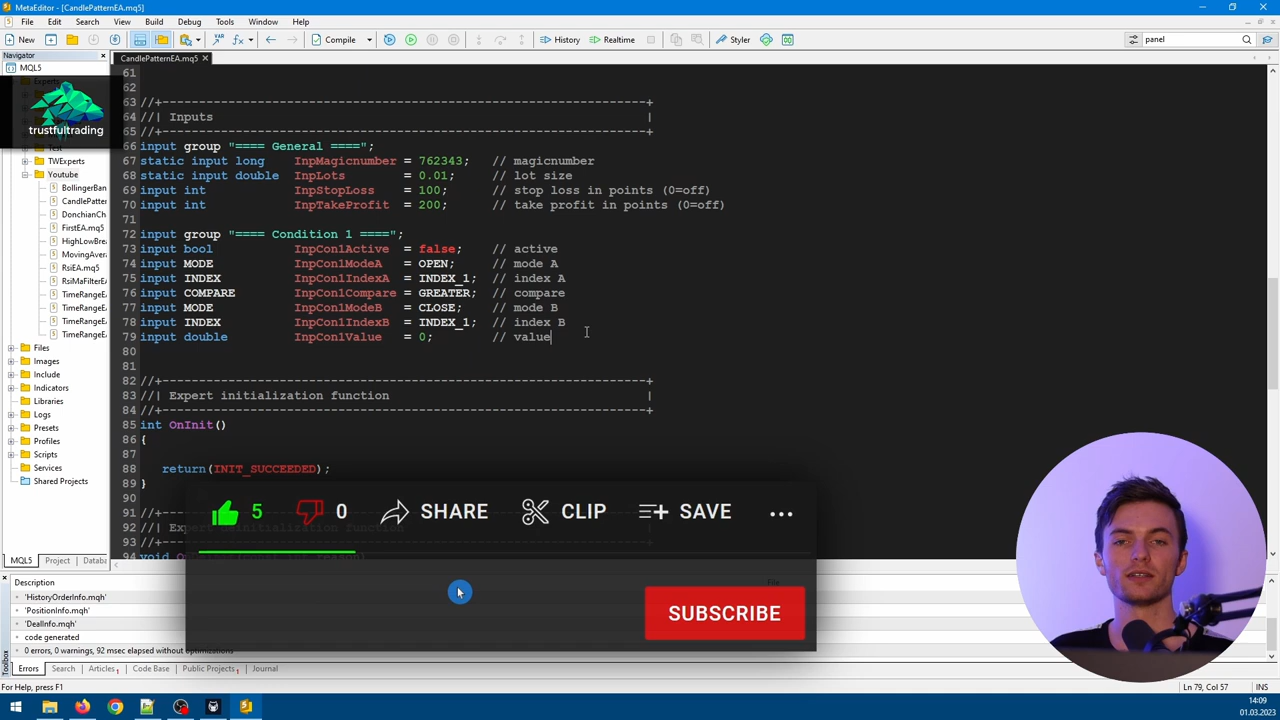 MetaEditor - [CandlePatternEA.mq5]
File Edit Search View Build Debug Tools Window Help
New Compile History Realtime Styler panel
Navigator
CandlePatternEA.mq5
MQL5
trustfultrading
TWExperts
Youtube
BollingerBan
CandlePatter
DonchianCh
FirstEA.mq5
HighLowBre
MovingAvera
RsiEA.mq5
RsiMaFilterEA
TimeRangeE
TimeRangeE
TimeRangeE
Files
Images
Include
Indicators
Libraries
Logs
Presets
Profiles
Scripts
Services
Shared Projects
MQL5 Project Databa
61
62
63 //+------------------------------------------------------------------+
64 //| Inputs |
65 //+------------------------------------------------------------------+
66 input group "==== General ====";
67 static input long InpMagicnumber = 762343; // magicnumber
68 static input double InpLots = 0.01; // lot size
69 input int InpStopLoss = 100; // stop loss in points (0=off)
70 input int InpTakeProfit = 200; // take profit in points (0=off)
71
72 input group "==== Condition 1 ====";
73 input bool InpCon1Active = false; // active
74 input MODE InpCon1ModeA = OPEN; // mode A
75 input INDEX InpCon1IndexA = INDEX_1; // index A
76 input COMPARE InpCon1Compare = GREATER; // compare
77 input MODE InpCon1ModeB = CLOSE; // mode B
78 input INDEX InpCon1IndexB = INDEX_1; // index B
79 input double InpCon1Value = 0; // value
80
81
82 //+------------------------------------------------------------------+
83 //| Expert initialization function |
84 //+------------------------------------------------------------------+
85 int OnInit()
86 {
87
88 return(INIT_SUCCEEDED);
89 }
90
91
92
93
94 void
5 0 SHARE CLIP SAVE ...
SUBSCRIBE
Description
'HistoryOrderInfo.mqh'
'PositionInfo.mqh'
'DealInfo.mqh'
code generated
0 errors, 0 warnings, 92 msec elapsed without optimizations
Toolbox
Errors Search Articles Code Base Public Projects Journal
For Help, press F1
Ln 79, Col 57 INS
14:09
01.03.2023